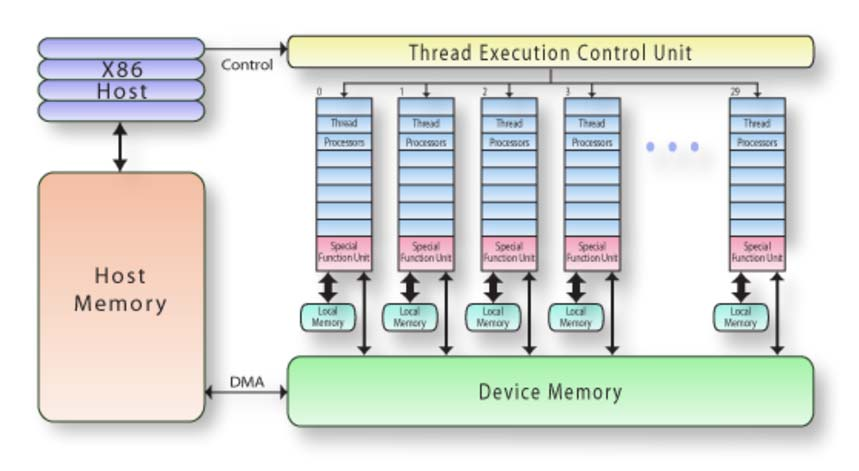 X86
Host
Control
Thread Execution Control Unit
0
1
2
3
29
Thread
Processors
Thread
Processors
Thread
Processors
Thread
Processors
Thread
Processors
Special
Function Unit
Special
Function Unit
Special
Function Unit
Special
Function Unit
Special
Function Unit
Host
Memory
Local
Memory
Local
Memory
Local
Memory
Local
Memory
Local
Memory
DMA
Device Memory